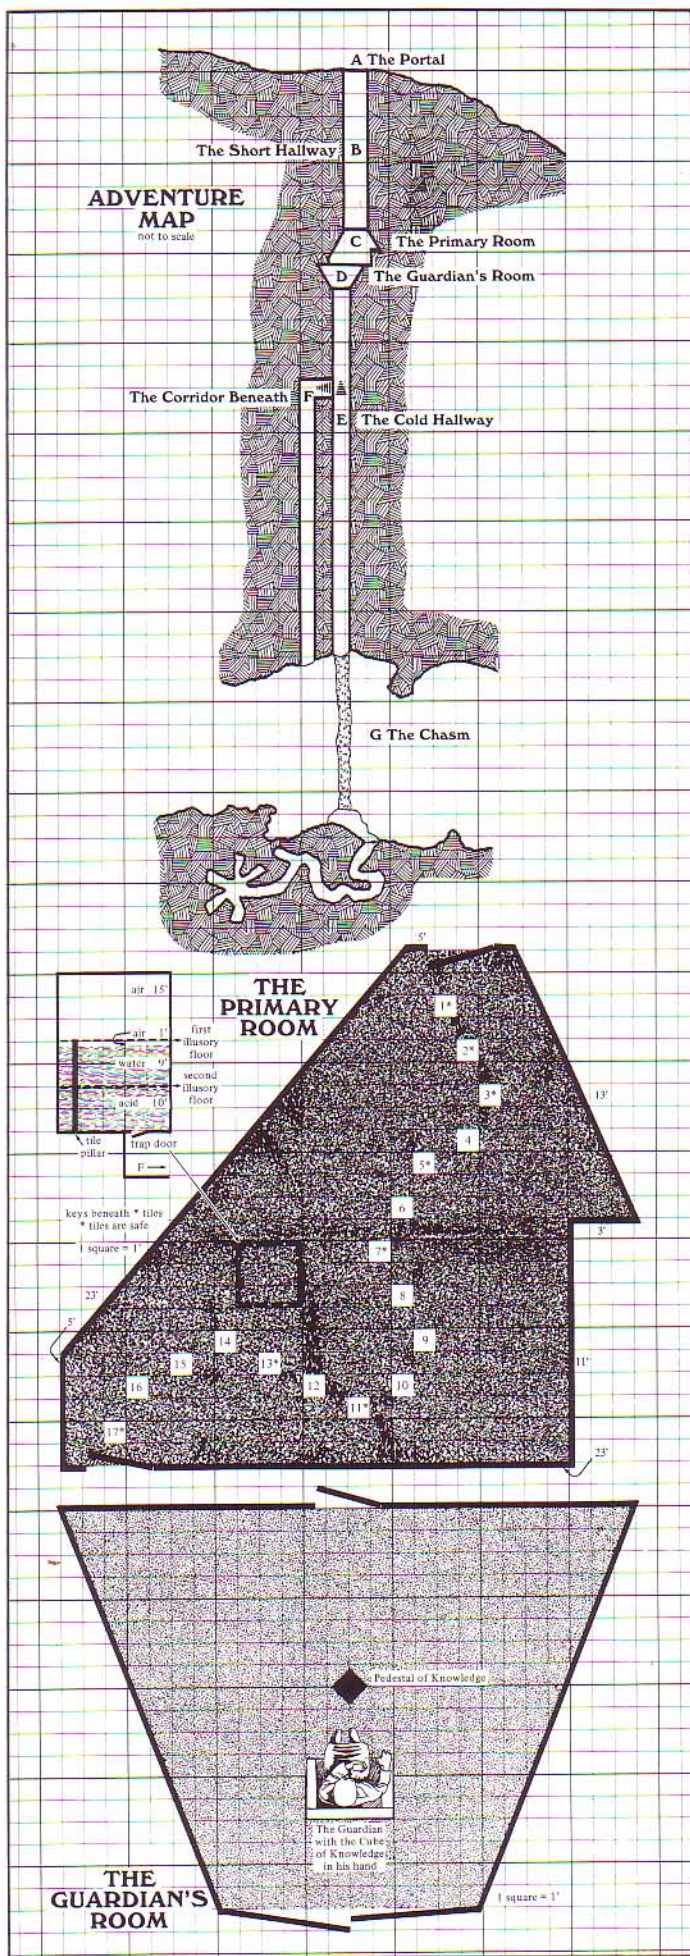 A The Portal
The Short Hallway
B
ADVENTURE
MAP
not to scale
C
The Primary Room
D
The Guardian's Room
The Corridor Beneath
F
E
The Cold Hallway
G The Chasm
5'
THE
PRIMARY
ROOM
air 15'
air 1'
first
illusory
floor
water 9'
second
illusory
floor
acid 10'
tile
pillar
trap door
F
keys beneath * tiles
* tiles are safe
1 square = 1'
1*
2*
3*
13'
4
5*
6
3'
7*
8
23'
5'
9
14
11'
15
13*
16
12
10
11*
17*
23'
Pedestal of Knowledge
The Guardian
with the Cube
of Knowledge
in his hand
THE
GUARDIAN'S
ROOM
1 square = 1'